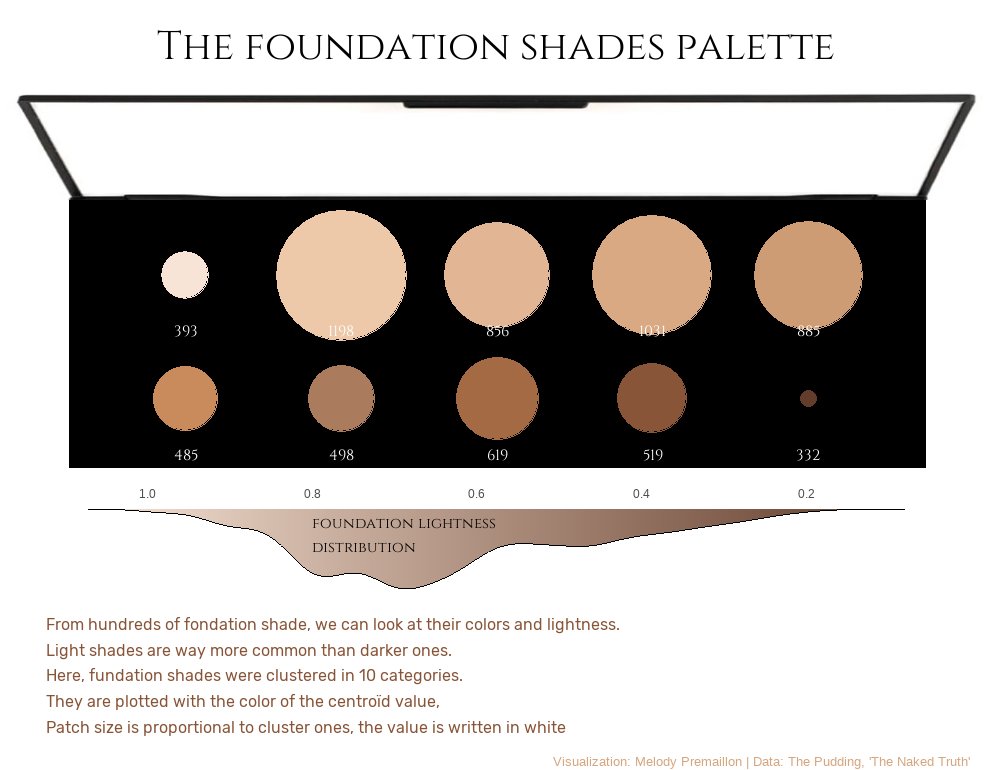 The foundation shades palette
393 1198 856 1031 885
485 498 619 519 332
1.0 0.8 0.6 0.4 0.2
foundation lightness
distribution
From hundreds of fondation shade, we can look at their colors and lightness.
Light shades are way more common than darker ones.
Here, fundation shades were clustered in 10 categories.
They are plotted with the color of the centroïd value,
Patch size is proportional to cluster ones, the value is written in white
Visualization: Melody Premaillon | Data: The Pudding, 'The Naked Truth'